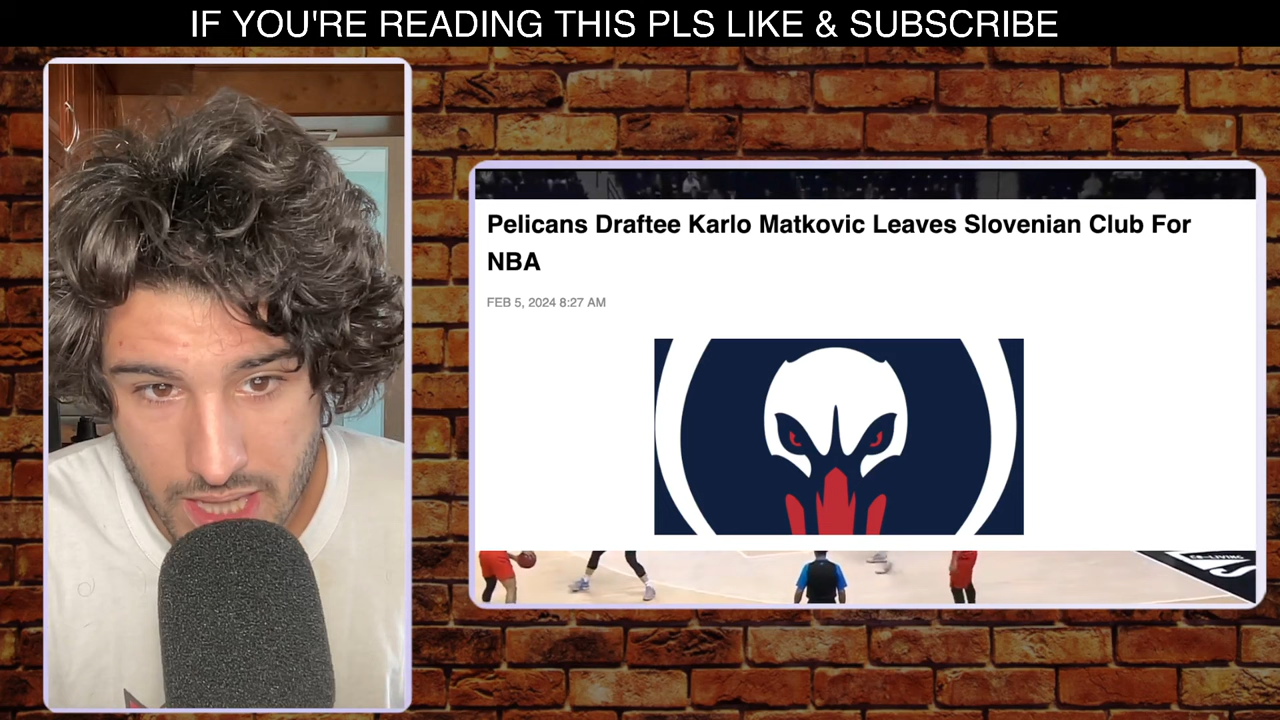 IF YOU'RE READING THIS PLS LIKE & SUBSCRIBE
Pelicans Draftee Karlo Matkovic Leaves Slovenian Club For
NBA
FEB 5, 2024 8:27 AM